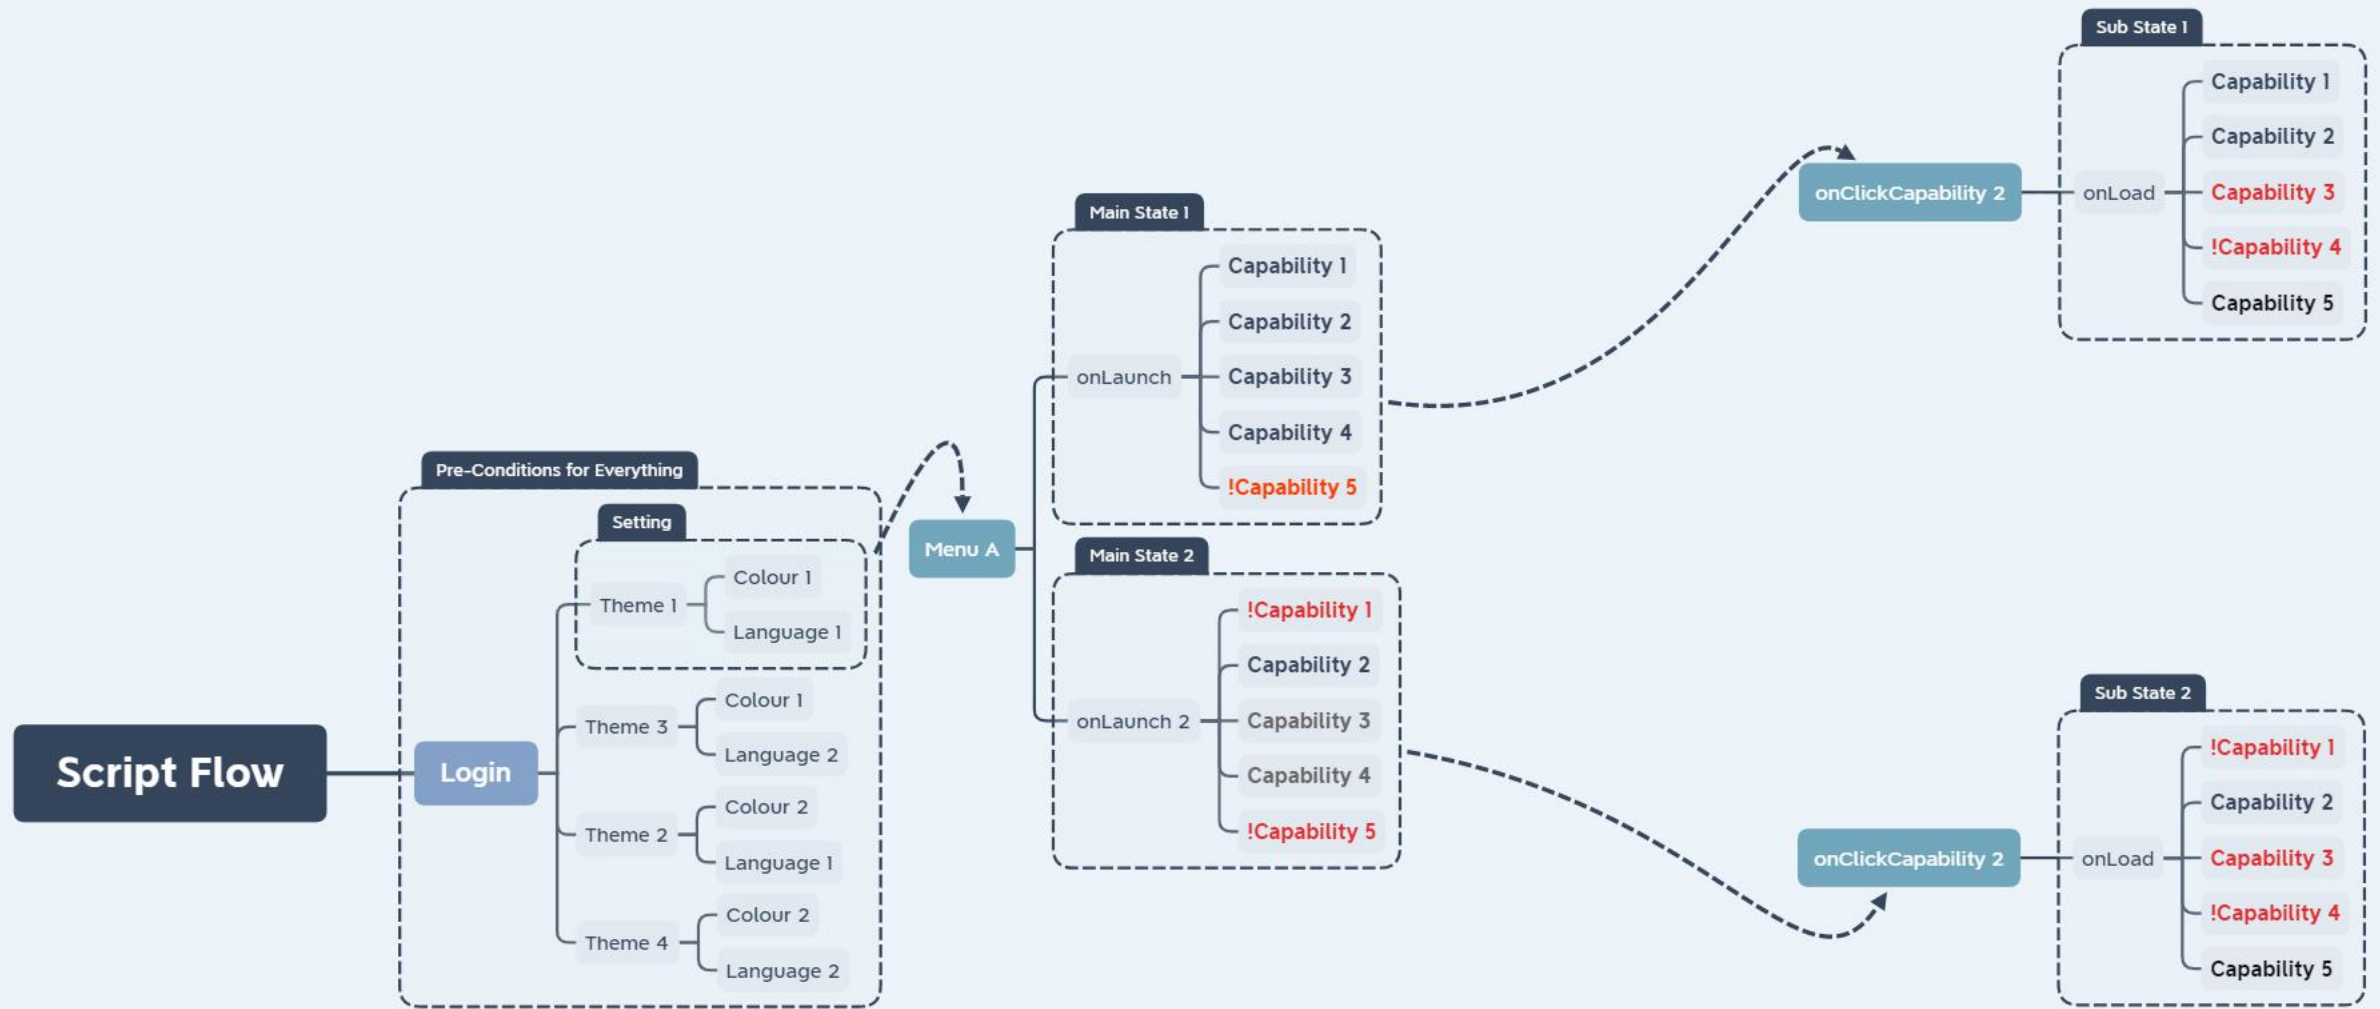 Script Flow
Pre-Conditions for Everything
Login
Setting
Theme 1
Colour 1
Language 1
Theme 3
Colour 1
Language 2
Theme 2
Colour 2
Language 1
Theme 4
Colour 2
Language 2
Menu A
Main State 1
onLaunch
Capability 1
Capability 2
Capability 3
Capability 4
!Capability 5
Main State 2
onLaunch 2
!Capability 1
Capability 2
Capability 3
Capability 4
!Capability 5
onClickCapability 2
Sub State 1
onLoad
Capability 1
Capability 2
Capability 3
!Capability 4
Capability 5
onClickCapability 2
Sub State 2
onLoad
!Capability 1
Capability 2
Capability 3
!Capability 4
Capability 5